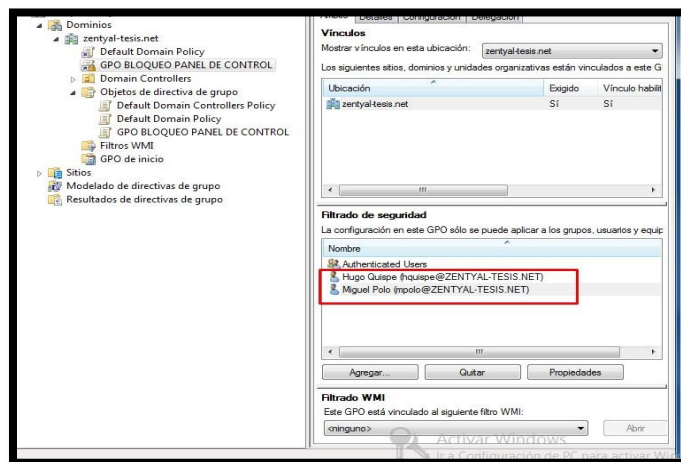 Dominios
zentyal-tesis.net
Default Domain Policy
GPO BLOQUEO PANEL DE CONTROL
Domain Controllers
Objetos de directiva de grupo
Default Domain Controllers Policy
Default Domain Policy
GPO BLOQUEO PANEL DE CONTROL
Filtros WMI
GPO de inicio
Sitios
Modelado de directivas de grupo
Resultados de directivas de grupo
Ámbito Detalles Configuración Delegación
Vínculos
Mostrar vínculos en esta ubicación: zentyal-tesis.net
Los siguientes sitios, dominios y unidades organizativas están vinculados a este G
Ubicación Exigido Vínculo habilit
zentyal-tesis.net Sí Sí
Filtrado de seguridad
La configuración en este GPO sólo se puede aplicar a los grupos, usuarios y equip
Nombre
Authenticated Users
Hugo Quispe (hquispe@ZENTYAL-TESIS.NET)
Miguel Polo (mpolo@ZENTYAL-TESIS.NET)
Agregar... Quitar Propiedades
Filtrado WMI
Este GPO está vinculado al siguiente filtro WMI:
<ninguno> Abrir
Activar Windows
Ir a Configuración de PC para activar Win